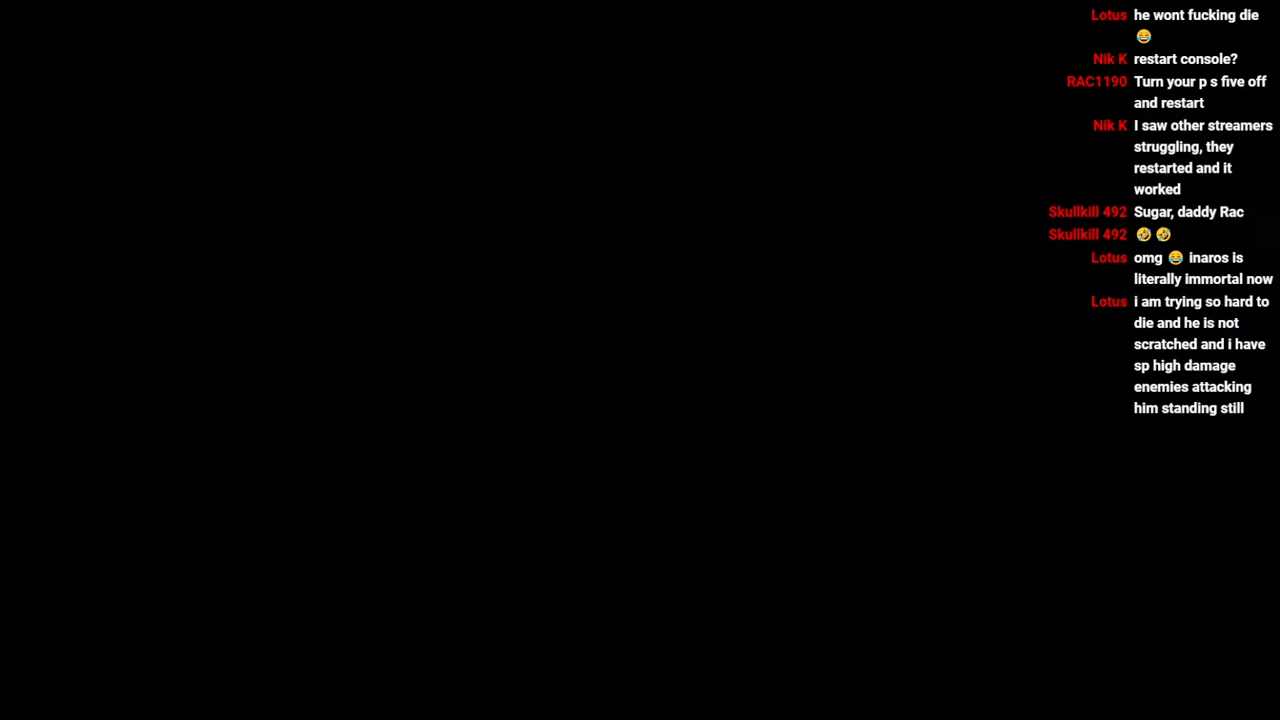 Lotus he wont fucking die
😂
Nik K restart console?
RAC1190 Turn your p s five off
and restart
Nik K I saw other streamers
struggling, they
restarted and it
worked
Skullkill 492 Sugar, daddy Rac
Skullkill 492 🤣 🤣
Lotus omg 😂 inaros is
literally immortal now
Lotus i am trying so hard to
die and he is not
scratched and i have
sp high damage
enemies attacking
him standing still